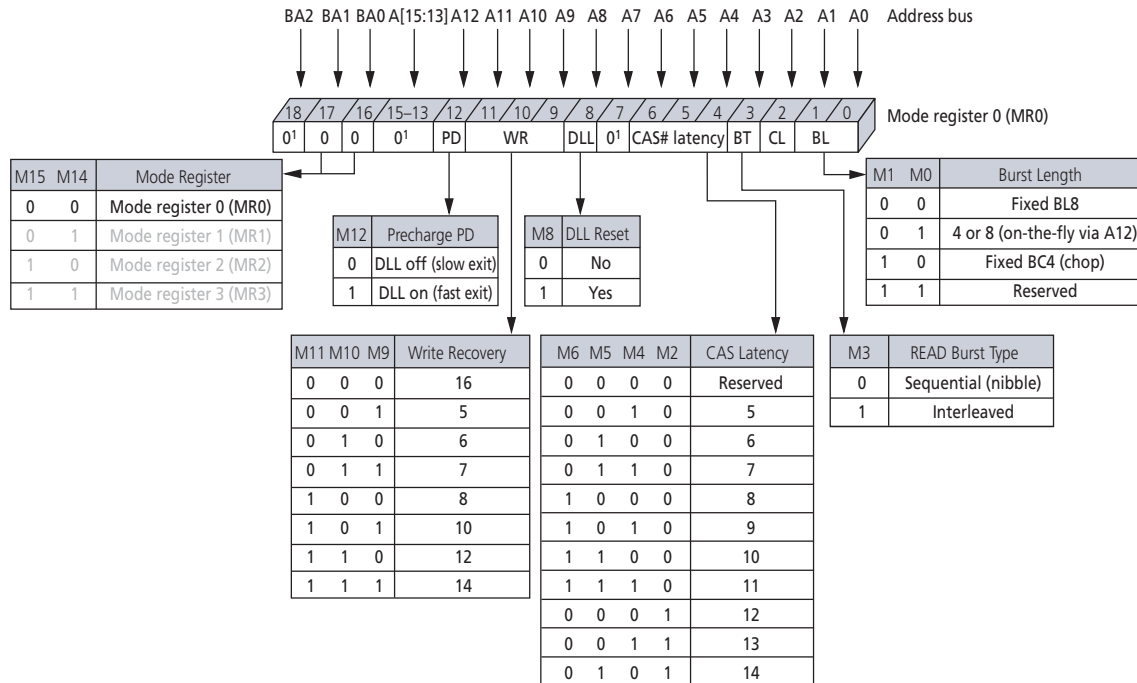 BA2 BA1 BA0 A[15:13] A12 A11 A10 A9 A8 A7 A6 A5 A4 A3 A2 A1 A0 Address bus
18 17 16 15–13 12 11 10 9 8 7 6 5 4 3 2 1 0
Mode register 0 (MR0)
0¹ 0 0 0¹ PD WR DLL 0¹ CAS# latency BT CL BL
M15 M14 Mode Register
0 0 Mode register 0 (MR0)
0 1 Mode register 1 (MR1)
1 0 Mode register 2 (MR2)
1 1 Mode register 3 (MR3)
M12 Precharge PD
0 DLL off (slow exit)
1 DLL on (fast exit)
M8 DLL Reset
0 No
1 Yes
M1 M0 Burst Length
0 0 Fixed BL8
0 1 4 or 8 (on-the-fly via A12)
1 0 Fixed BC4 (chop)
1 1 Reserved
M11 M10 M9 Write Recovery
0 0 0 16
0 0 1 5
0 1 0 6
0 1 1 7
1 0 0 8
1 0 1 10
1 1 0 12
1 1 1 14
M6 M5 M4 M2 CAS Latency
0 0 0 0 Reserved
0 0 1 0 5
0 1 0 0 6
0 1 1 0 7
1 0 0 0 8
1 0 1 0 9
1 1 0 0 10
1 1 1 0 11
0 0 0 1 12
0 0 1 1 13
0 1 0 1 14
M3 READ Burst Type
0 Sequential (nibble)
1 Interleaved